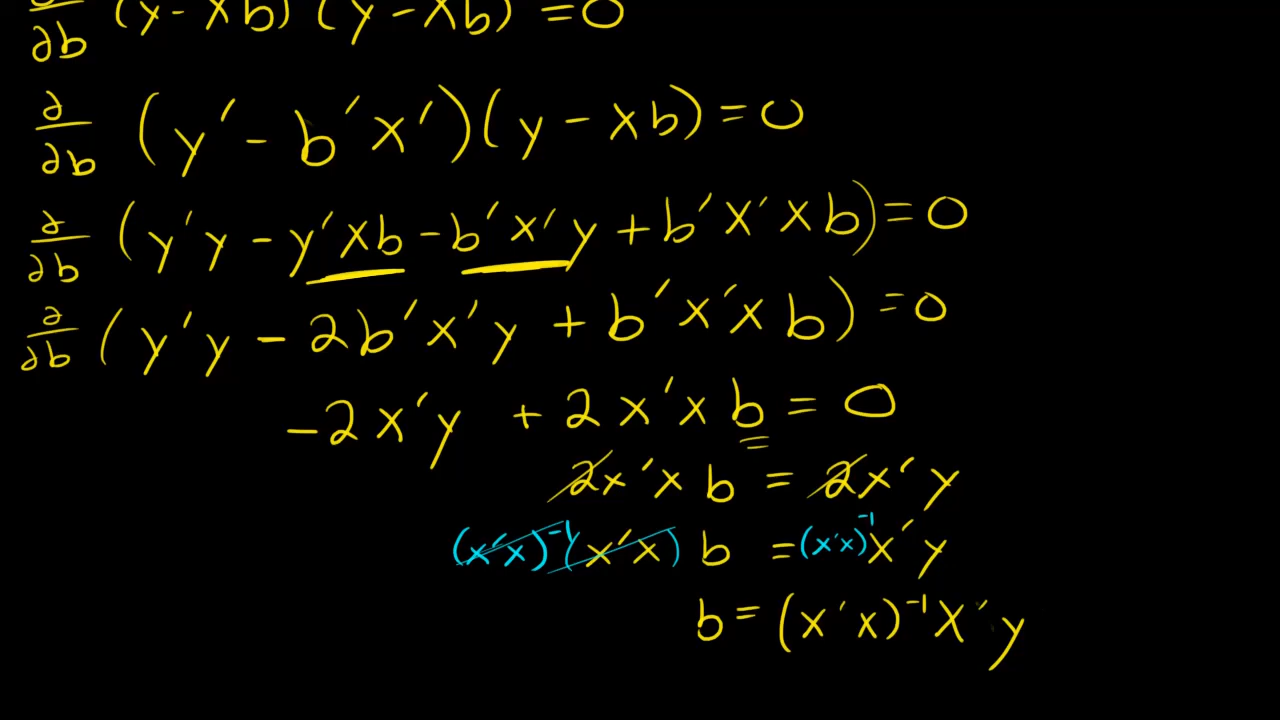 ∂/∂b (y - Xb)' (y - Xb) = 0
∂/∂b (y' - b'X')(y - Xb) = 0
∂/∂b (y'y - y'Xb - b'X'y + b'X'Xb) = 0
∂/∂b (y'y - 2b'X'y + b'X'Xb) = 0
-2X'y + 2X'Xb = 0
2X'Xb = 2X'y
(X'X)⁻¹(X'X) b = (X'X)⁻¹X'y
b = (X'X)⁻¹X'y